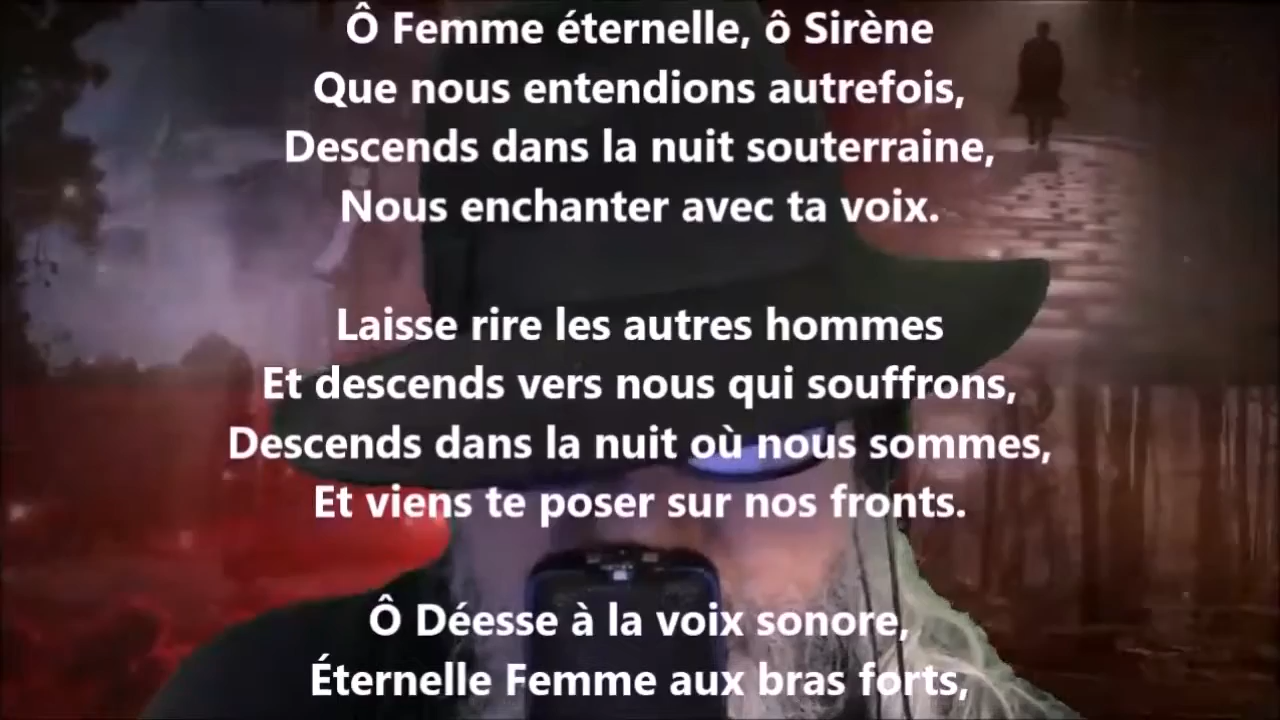 Ô Femme éternelle, ô Sirène
Que nous entendions autrefois,
Descends dans la nuit souterraine,
Nous enchanter avec ta voix.
Laisse rire les autres hommes
Et descends vers nous qui souffrons,
Descends dans la nuit où nous sommes,
Et viens te poser sur nos fronts.
Ô Déesse à la voix sonore,
Éternelle Femme aux bras forts,